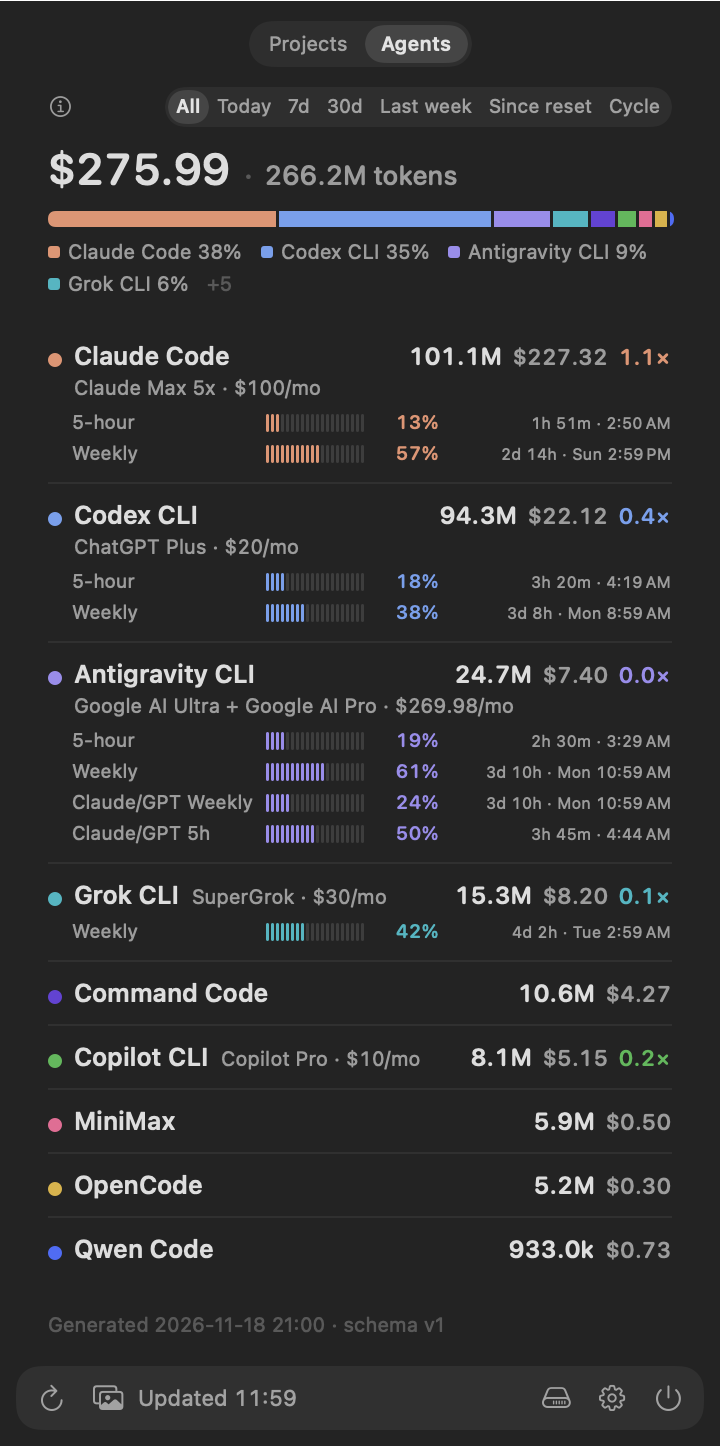 Projects Agents
All Today 7d 30d Last week Since reset Cycle
$275.99 · 266.2M tokens
Claude Code 38% Codex CLI 35% Antigravity CLI 9%
Grok CLI 6% +5
Claude Code 101.1M $227.32 1.1×
Claude Max 5x · $100/mo
5-hour 13% 1h 51m · 2:50 AM
Weekly 57% 2d 14h · Sun 2:59 PM
Codex CLI 94.3M $22.12 0.4×
ChatGPT Plus · $20/mo
5-hour 18% 3h 20m · 4:19 AM
Weekly 38% 3d 8h · Mon 8:59 AM
Antigravity CLI 24.7M $7.40 0.0×
Google AI Ultra + Google AI Pro · $269.98/mo
5-hour 19% 2h 30m · 3:29 AM
Weekly 61% 3d 10h · Mon 10:59 AM
Claude/GPT Weekly 24% 3d 10h · Mon 10:59 AM
Claude/GPT 5h 50% 3h 45m · 4:44 AM
Grok CLI SuperGrok · $30/mo 15.3M $8.20 0.1×
Weekly 42% 4d 2h · Tue 2:59 AM
Command Code 10.6M $4.27
Copilot CLI Copilot Pro · $10/mo 8.1M $5.15 0.2×
MiniMax 5.9M $0.50
OpenCode 5.2M $0.30
Qwen Code 933.0k $0.73
Generated 2026-11-18 21:00 · schema v1
Updated 11:59